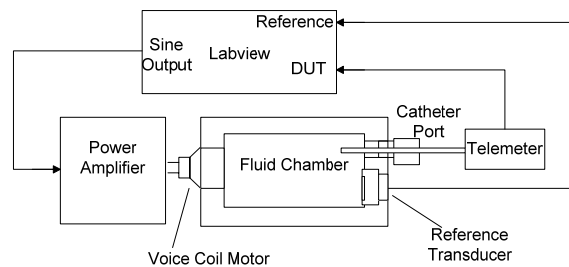 Reference
Sine
Output
Labview
DUT
Catheter
Port
Power
Amplifier
Fluid Chamber
Telemeter
Reference
Transducer
Voice Coil Motor